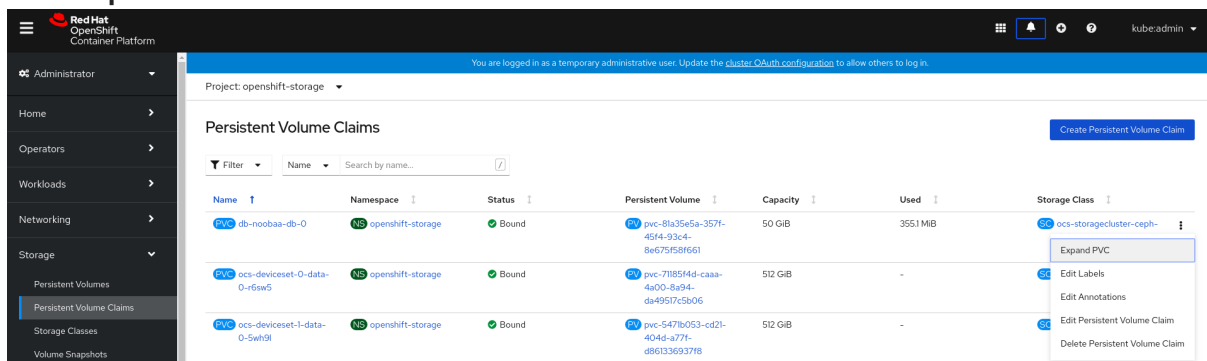 Red Hat
OpenShift
Container Platform
kube:admin
Administrator
You are logged in as a temporary administrative user. Update the cluster OAuth configuration to allow others to log in.
Project: openshift-storage
Home
Persistent Volume Claims
Create Persistent Volume Claim
Operators
Filter Name Search by name... /
Workloads
Name Namespace Status Persistent Volume Capacity Used Storage Class
Networking
PVC db-noobaa-db-0 NS openshift-storage Bound PV pvc-81a35e5a-357f- 50 GiB 355.1 MiB SC ocs-storagecluster-ceph-
45f4-93c4-
8e675f58f661
Storage
Expand PVC
Persistent Volumes
PVC ocs-deviceset-0-data- NS openshift-storage Bound PV pvc-71185f4d-caaa- 512 GiB - SC Edit Labels
0-r6sw5 4a00-8a94-
da49517c5b06
Edit Annotations
Persistent Volume Claims
Edit Persistent Volume Claim
Storage Classes
PVC ocs-deviceset-1-data- NS openshift-storage Bound PV pvc-5471b053-cd21- 512 GiB - SC
0-5wh9l 404d-a77f-
d861336937f8
Delete Persistent Volume Claim
Volume Snapshots